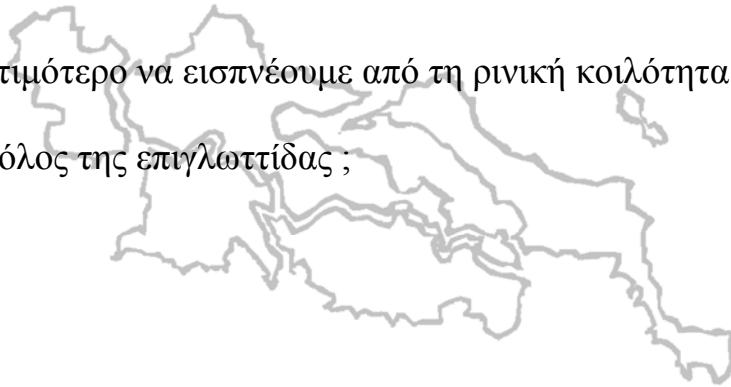 τιμότερο να εισπνέουμε από τη ρινική κοιλότητα
όλος της επιγλωττίδας ;